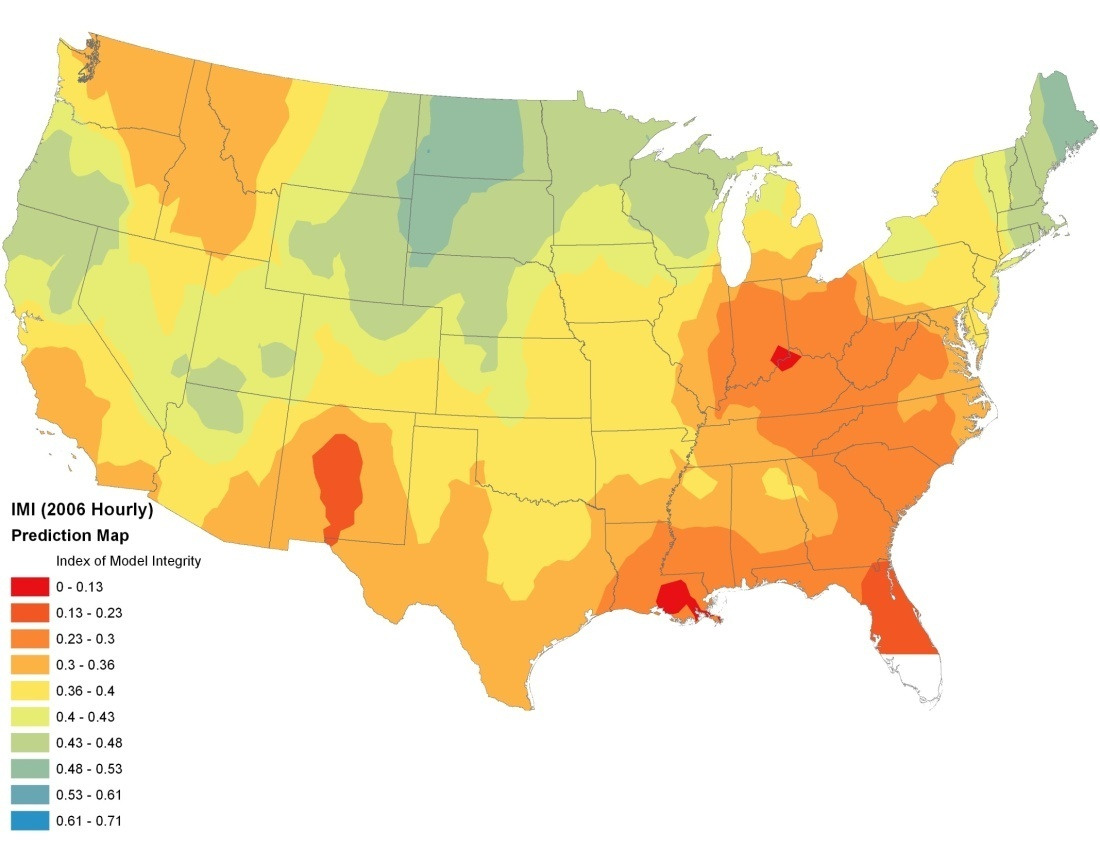 IMI (2006 Hourly)
Prediction Map
Index of Model Integrity
0 - 0.13
0.13 - 0.23
0.23 - 0.3
0.3 - 0.36
0.36 - 0.4
0.4 - 0.43
0.43 - 0.48
0.48 - 0.53
0.53 - 0.61
0.61 - 0.71